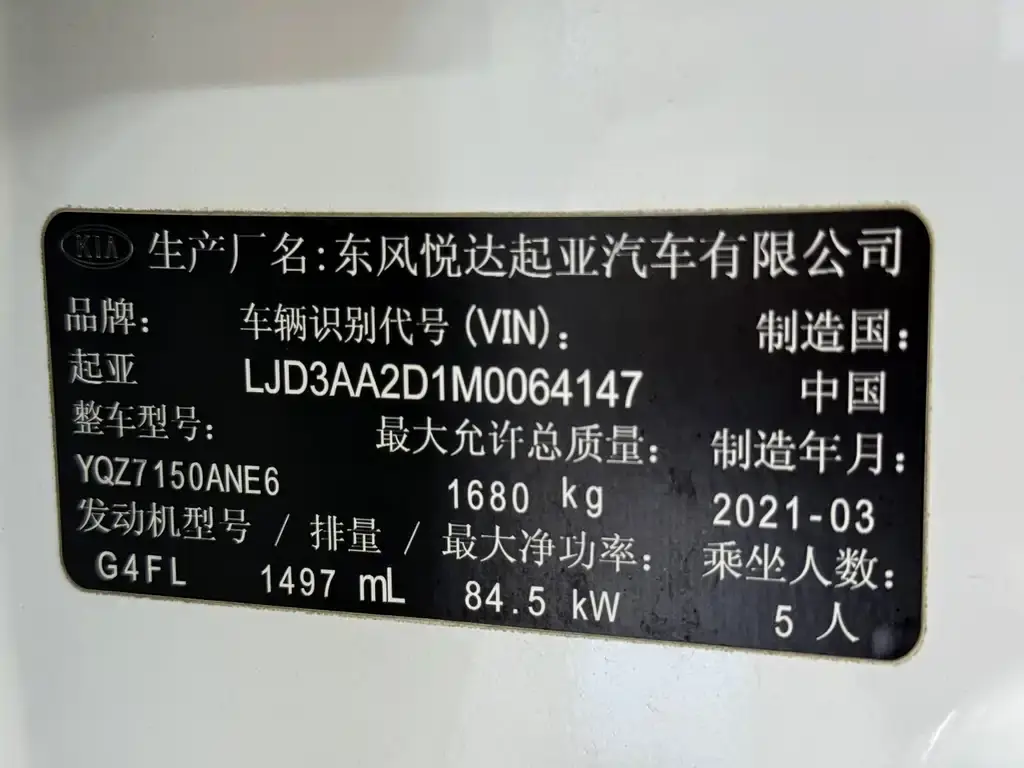 KIA 生产厂名:东风悦达起亚汽车有限公司
品牌: 车辆识别代号(VIN): 制造国:
起亚 LJD3AA2D1M0064147 中国
整车型号: 最大允许总质量: 制造年月:
YQZ7150ANE6 1680 kg 2021-03
发动机型号 / 排量 / 最大净功率: 乘坐人数:
G4FL 1497 mL 84.5 kW 5 人